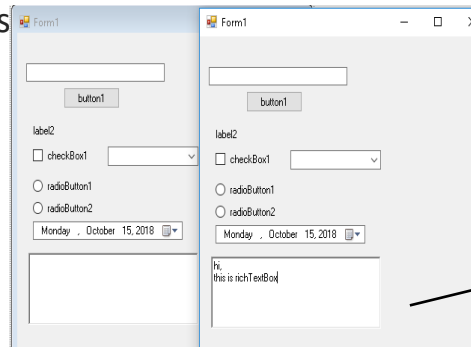 s
Form1
button1
label2
checkBox1
radioButton1
radioButton2
Monday , October 15, 2018
Form1
button1
label2
checkBox1
radioButton1
radioButton2
Monday , October 15, 2018
hi,
this is richTextBox